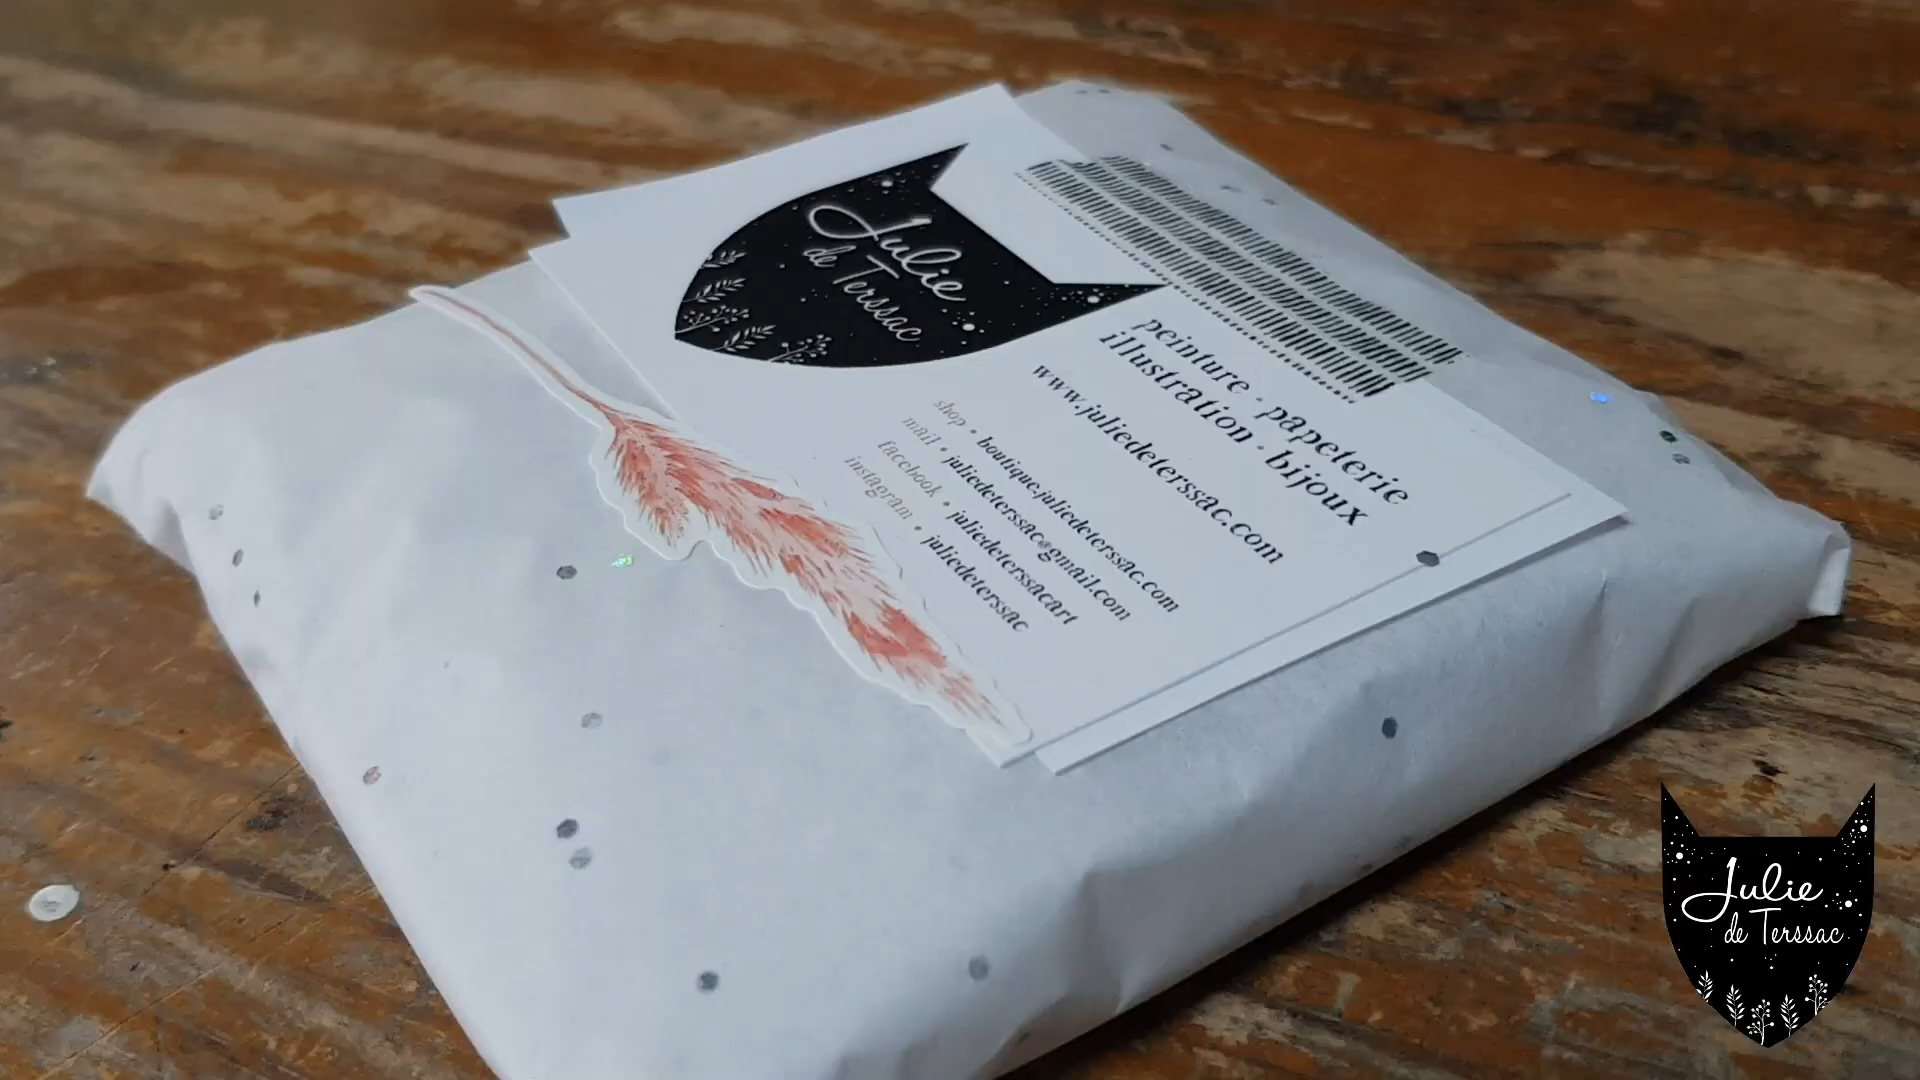 Julie
de Terssac
peinture • papeterie
illustration • bijoux
www.juliedeterssac.com
shop • boutique.juliedeterssac.com
mail • juliedeterssac@gmail.com
facebook • juliedeterssacart
instagram • juliedeterssac
Julie
de Terssac